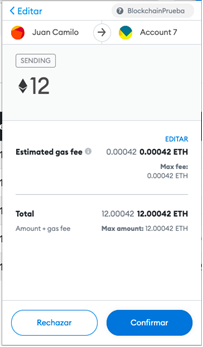 Editar
BlockchainPrueba
Juan Camilo
Account 7
SENDING
12
EDITAR
Estimated gas fee 0.00042 0.00042 ETH
Max fee:
0.00042 ETH
Total 12.00042 12.00042 ETH
Amount + gas fee Max amount: 12.00042 ETH
Rechazar
Confirmar